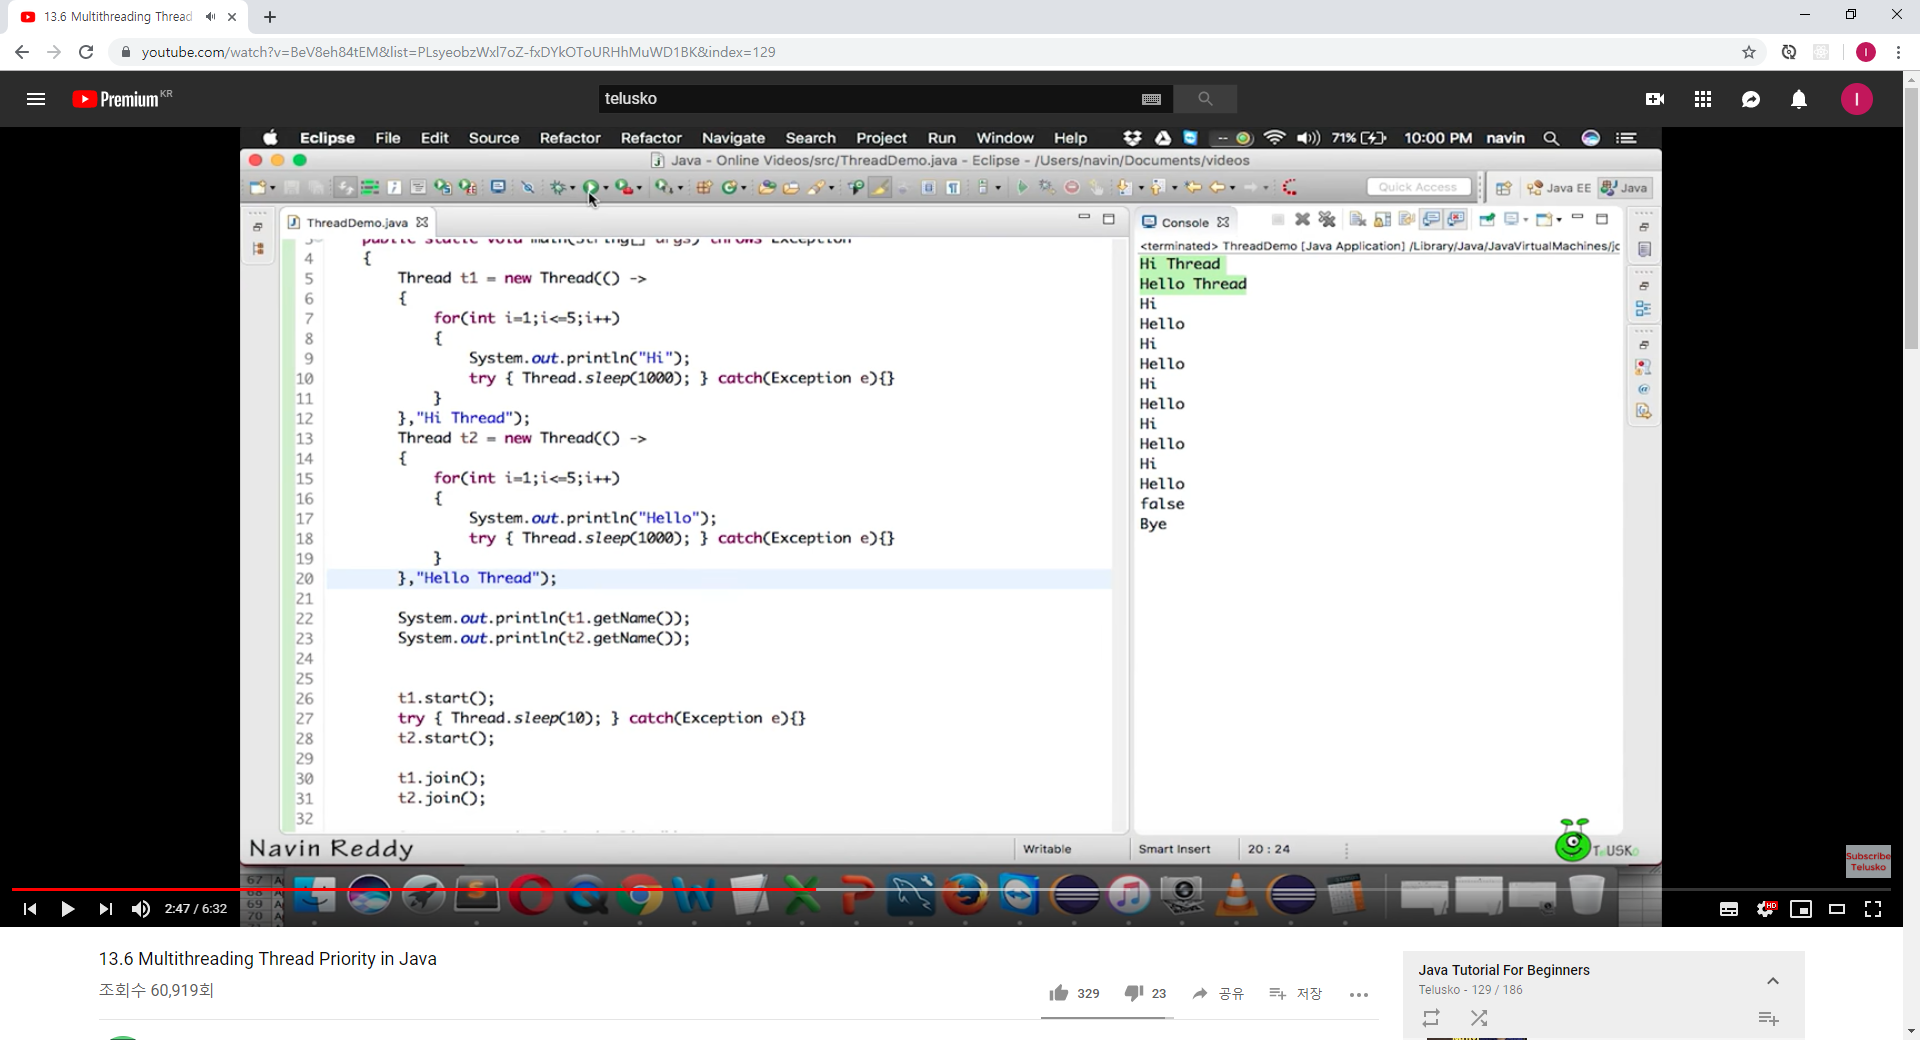 13.6 Multithreading Thread
youtube.com/watch?v=BeV8eh84tEM&list=PLsyeobzWxl7oZ-fxDYkOToURHhMuWD1BK&index=129
Premium KR
telusko
I
Eclipse File Edit Source Refactor Refactor Navigate Search Project Run Window Help
71% 10:00 PM navin
Java - Online Videos/src/ThreadDemo.java - Eclipse - /Users/navin/Documents/videos
Quick Access Java EE Java
ThreadDemo.java
3 public static void main(String[] args) throws Exception
4 {
5 Thread t1 = new Thread(() ->
6 {
7 for(int i=1;i<=5;i++)
8 {
9 System.out.println("Hi");
10 try { Thread.sleep(1000); } catch(Exception e){}
11 }
12 },"Hi Thread");
13 Thread t2 = new Thread(() ->
14 {
15 for(int i=1;i<=5;i++)
16 {
17 System.out.println("Hello");
18 try { Thread.sleep(1000); } catch(Exception e){}
19 }
20 },"Hello Thread");
21
22 System.out.println(t1.getName());
23 System.out.println(t2.getName());
24
25
26 t1.start();
27 try { Thread.sleep(10); } catch(Exception e){}
28 t2.start();
29
30 t1.join();
31 t2.join();
32
Console
<terminated> ThreadDemo [Java Application] /Library/Java/JavaVirtualMachines/jc
Hi Thread
Hello Thread
Hi
Hello
Hi
Hello
Hi
Hello
Hi
Hello
Hi
Hello
false
Bye
Navin Reddy
Writable Smart Insert 20 : 24
Subscribe
Telusko
67
68
69
70
2:47 / 6:32
HD
13.6 Multithreading Thread Priority in Java
조회수 60,919회
329 23 공유 저장
Java Tutorial For Beginners
Telusko - 129 / 186